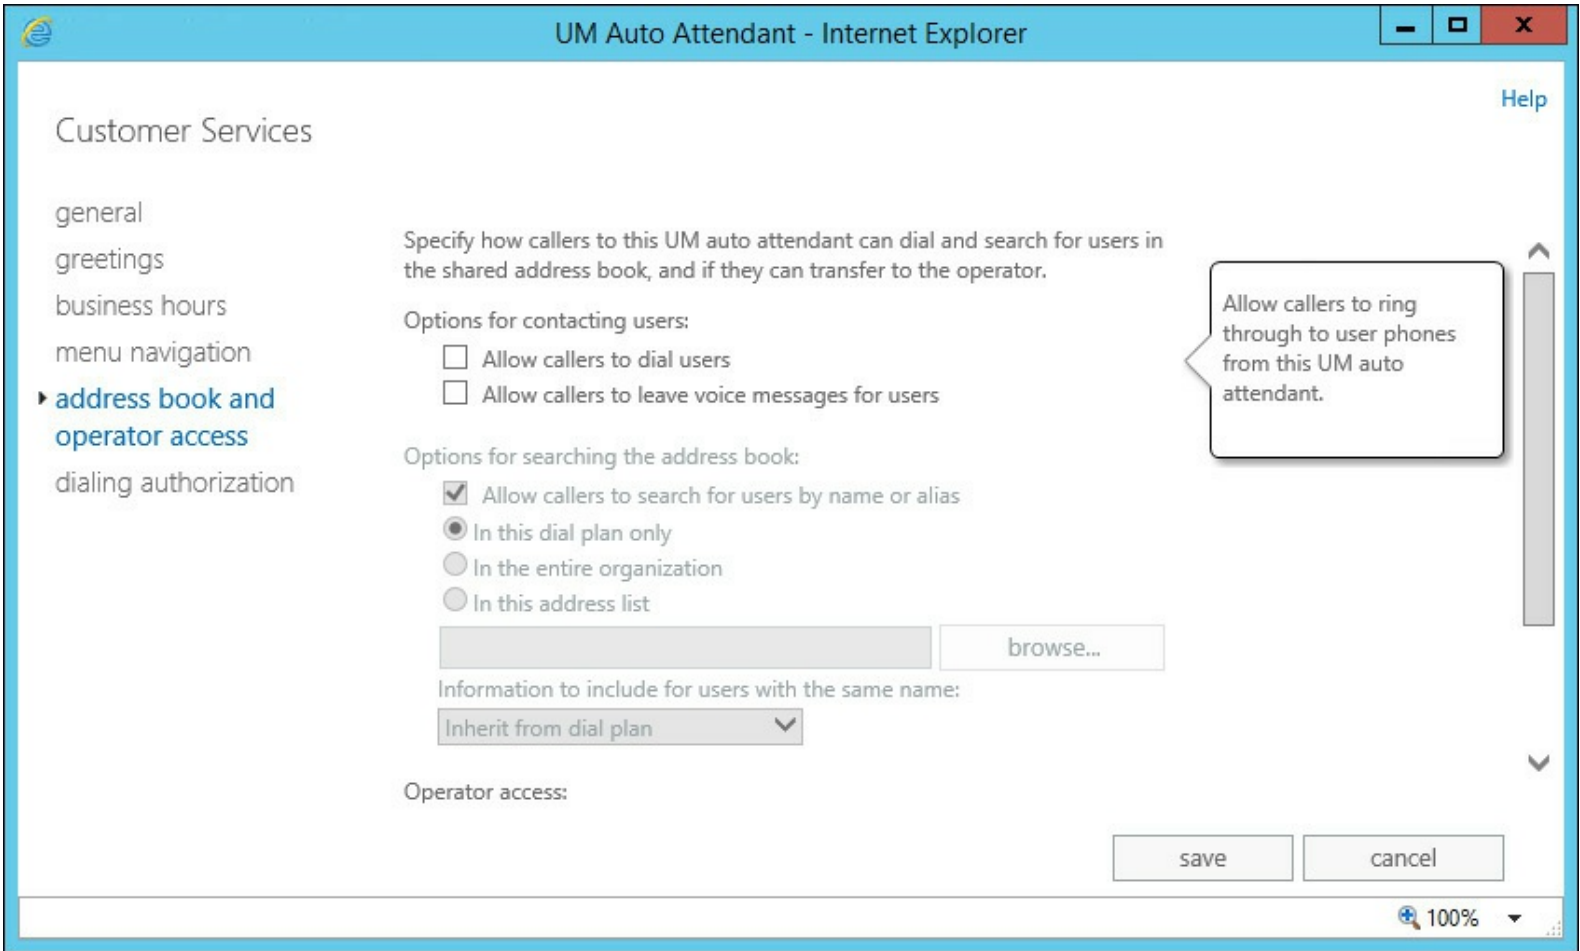 UM Auto Attendant - Internet Explorer
Help
Customer Services
general
greetings
business hours
menu navigation
address book and
operator access
dialing authorization
Specify how callers to this UM auto attendant can dial and search for users in
the shared address book, and if they can transfer to the operator.
Options for contacting users:
Allow callers to dial users
Allow callers to leave voice messages for users
Allow callers to ring
through to user phones
from this UM auto
attendant.
Options for searching the address book:
Allow callers to search for users by name or alias
In this dial plan only
In the entire organization
In this address list
browse...
Information to include for users with the same name:
Inherit from dial plan
Operator access:
save
cancel
100%